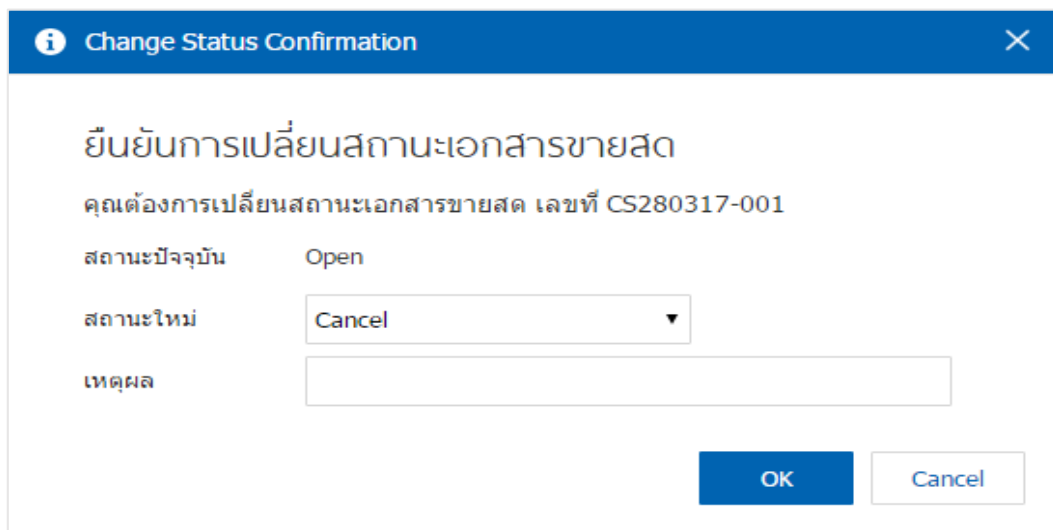 Change Status Confirmation
ยืนยันการเปลี่ยนสถานะเอกสารขายสด
คุณต้องการเปลี่ยนสถานะเอกสารขายสด เลขที่ CS280317-001
สถานะปัจจุบัน Open
สถานะใหม่ Cancel
เหตุผล
OK Cancel